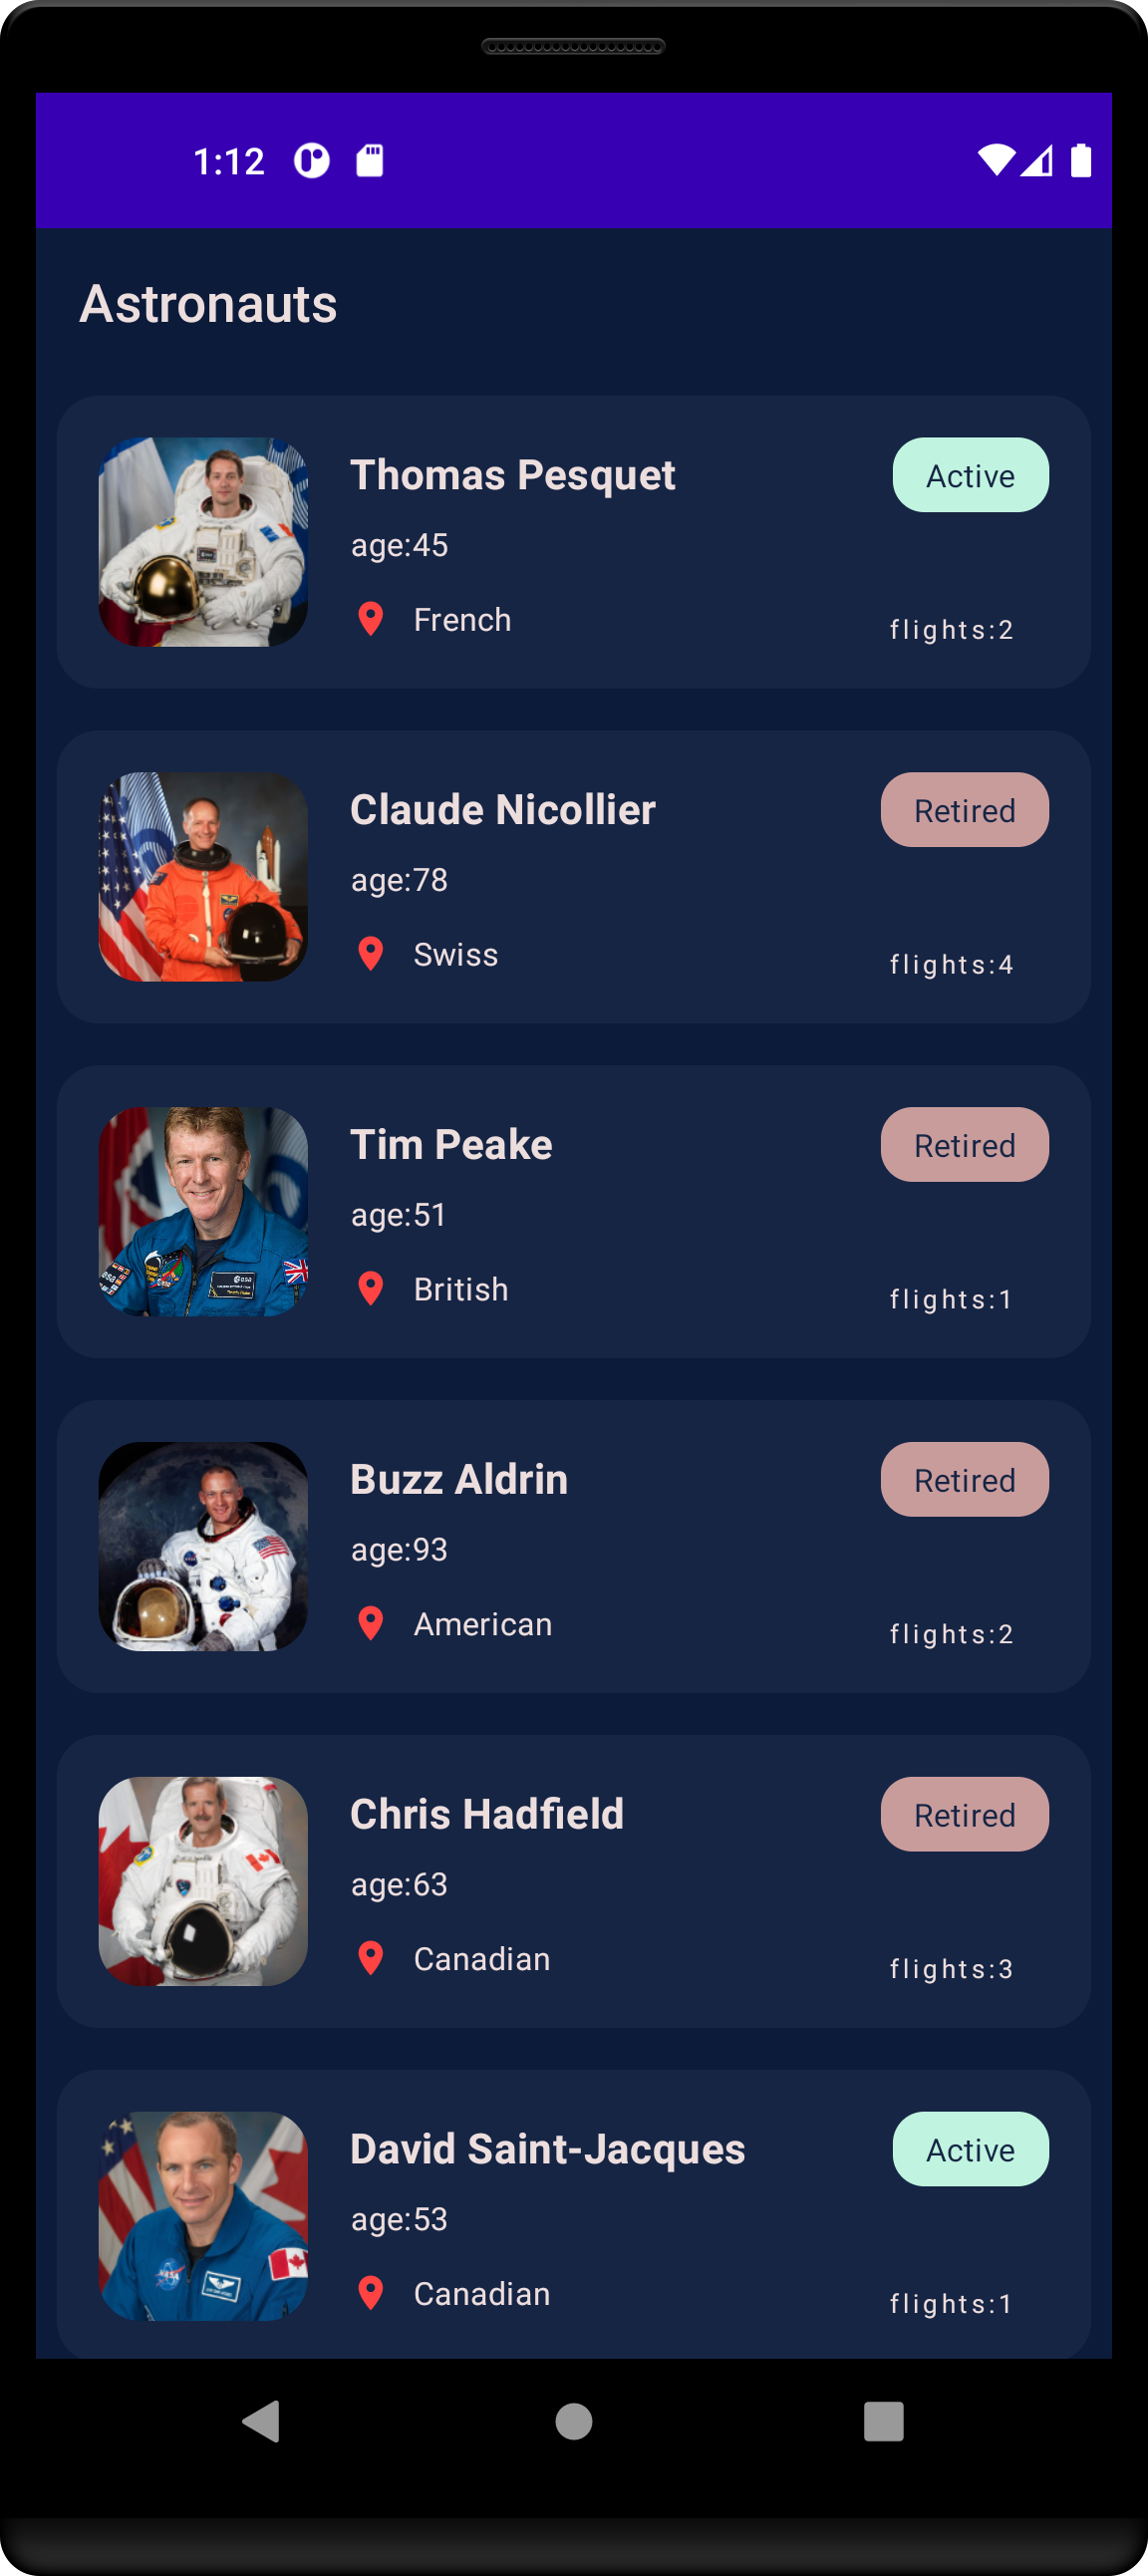 1:12
Astronauts
Thomas Pesquet
Active
age:45
French
flights:2
Claude Nicollier
Retired
age:78
Swiss
flights:4
Tim Peake
Retired
age:51
British
flights:1
Buzz Aldrin
Retired
age:93
American
flights:2
Chris Hadfield
Retired
age:63
Canadian
flights:3
David Saint-Jacques
Active
age:53
Canadian
flights:1